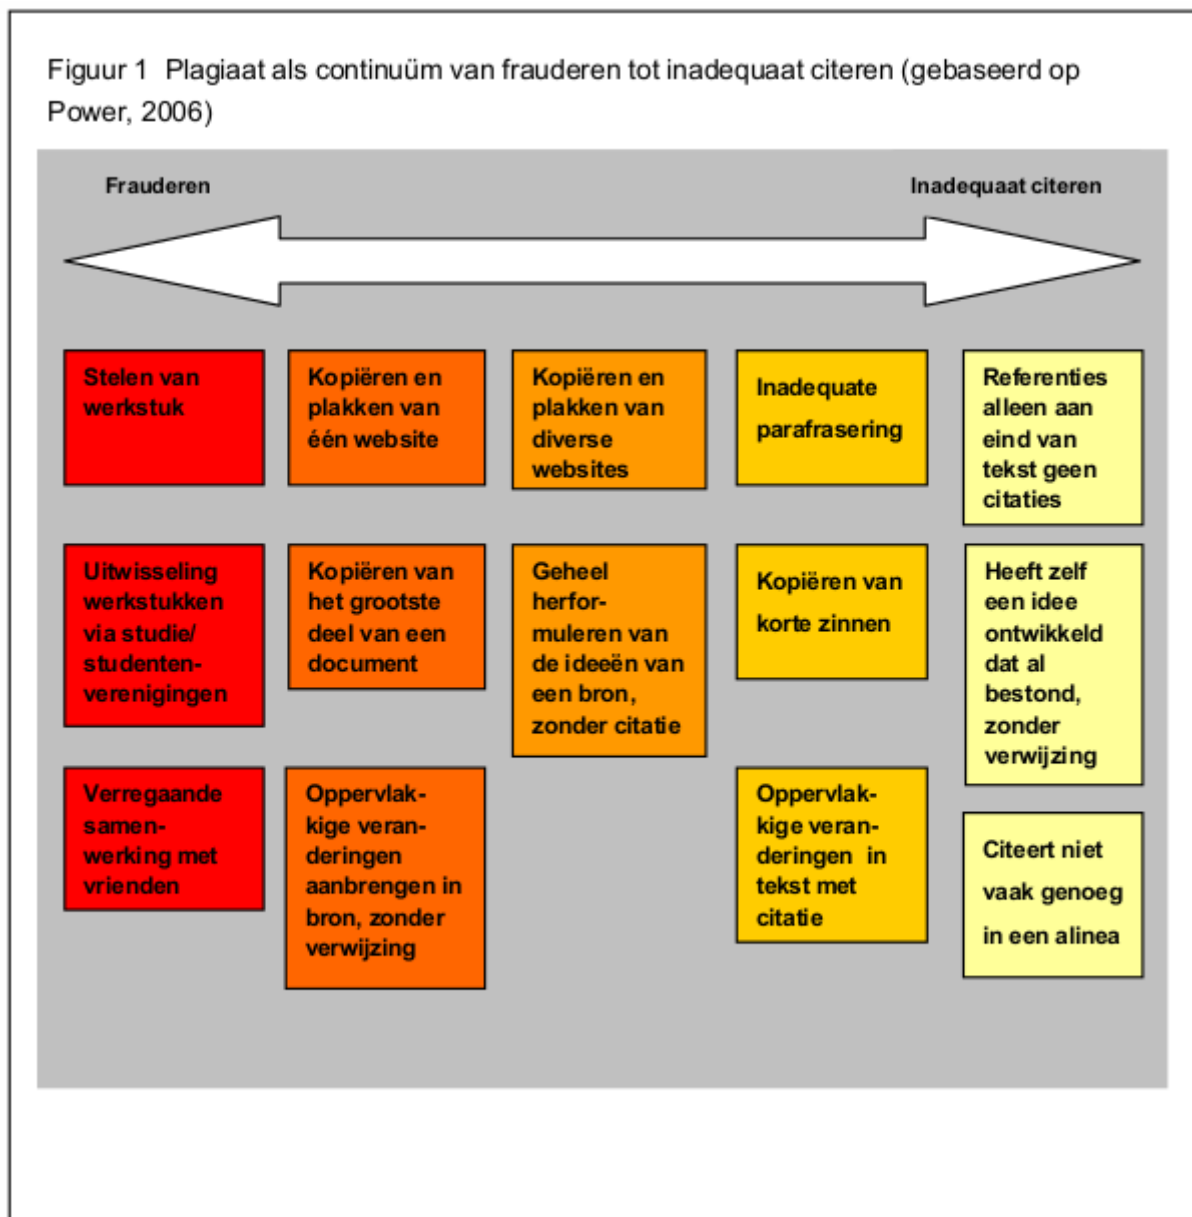 Figuur 1 Plagiaat als continuüm van frauderen tot inadequaat citeren (gebaseerd op
Power, 2006)
Frauderen
Inadequaat citeren
Stelen van
werkstuk
Kopiëren en
plakken van
één website
Kopiëren en
plakken van
diverse
websites
Inadequate
parafrasering
Referenties
alleen aan
eind van
tekst geen
citaties
Uitwisseling
werkstukken
via studie/
studenten-
verenigingen
Kopiëren van
het grootste
deel van een
document
Geheel
herfor-
muleren van
de ideeën van
een bron,
zonder citatie
Kopiëren van
korte zinnen
Heeft zelf
een idee
ontwikkeld
dat al
bestond,
zonder
verwijzing
Verregaande
samen-
werking met
vrienden
Oppervlak-
kige veran-
deringen
aanbrengen in
bron, zonder
verwijzing
Oppervlak-
kige veran-
deringen in
tekst met
citatie
Citeert niet
vaak genoeg
in een alinea